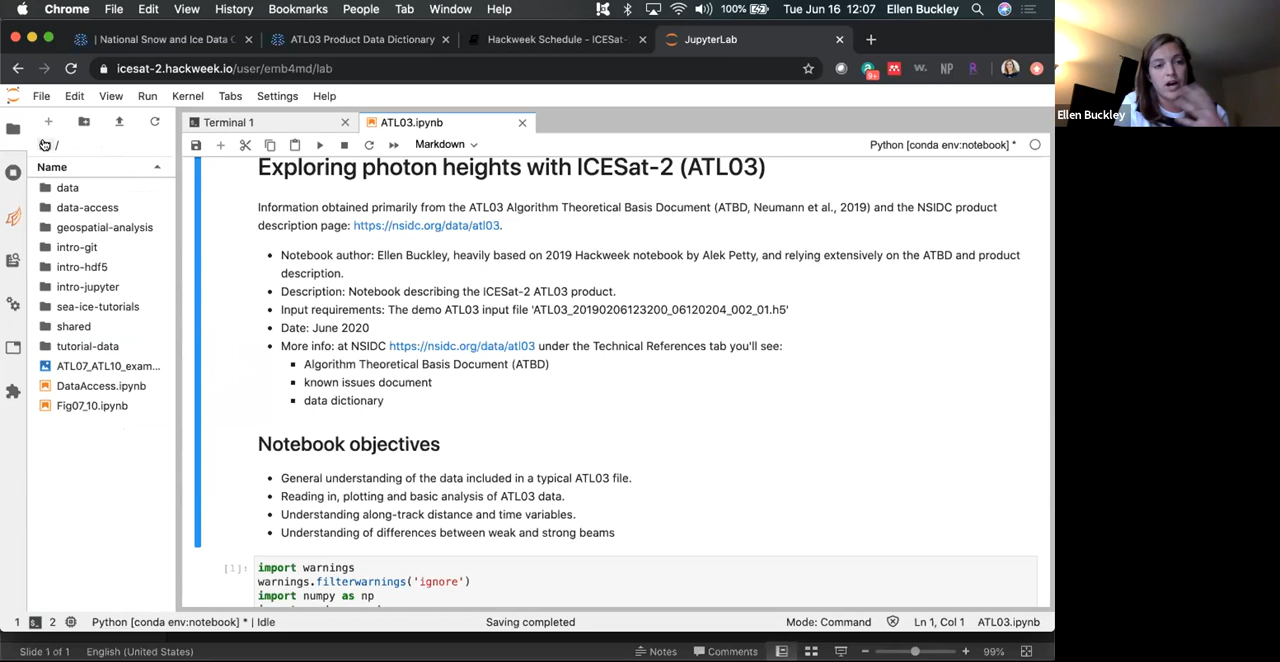 Chrome File Edit View History Bookmarks People Tab Window Help 100% Tue Jun 16 12:07 Ellen Buckley
| National Snow and Ice Data C
ATL03 Product Data Dictionary
Hackweek Schedule - ICESat-
JupyterLab
icesat-2.hackweek.io/user/emb4md/lab
9+ w. NP R
File Edit View Run Kernel Tabs Settings Help
Terminal 1
ATL03.ipynb
/
Markdown
Python [conda env:notebook] *
Name
data
data-access
geospatial-analysis
intro-git
intro-hdf5
intro-jupyter
sea-ice-tutorials
shared
tutorial-data
ATL07_ATL10_exam...
DataAccess.ipynb
Fig07_10.ipynb
Exploring photon heights with ICESat-2 (ATL03)
Information obtained primarily from the ATL03 Algorithm Theoretical Basis Document (ATBD, Neumann et al., 2019) and the NSIDC product
description page: https://nsidc.org/data/atl03.
• Notebook author: Ellen Buckley, heavily based on 2019 Hackweek notebook by Alek Petty, and relying extensively on the ATBD and product
description.
• Description: Notebook describing the ICESat-2 ATL03 product.
• Input requirements: The demo ATL03 input file 'ATL03_20190206123200_06120204_002_01.h5'
• Date: June 2020
• More info: at NSIDC https://nsidc.org/data/atl03 under the Technical References tab you'll see:
▪ Algorithm Theoretical Basis Document (ATBD)
▪ known issues document
▪ data dictionary
Notebook objectives
• General understanding of the data included in a typical ATL03 file.
• Reading in, plotting and basic analysis of ATL03 data.
• Understanding along-track distance and time variables.
• Understanding of differences between weak and strong beams
[1]: import warnings
warnings.filterwarnings('ignore')
import numpy as np
1 2 Python [conda env:notebook] * | Idle Saving completed Mode: Command Ln 1, Col 1 ATL03.ipynb
Slide 1 of 1 English (United States) Notes Comments 99%
Ellen Buckley